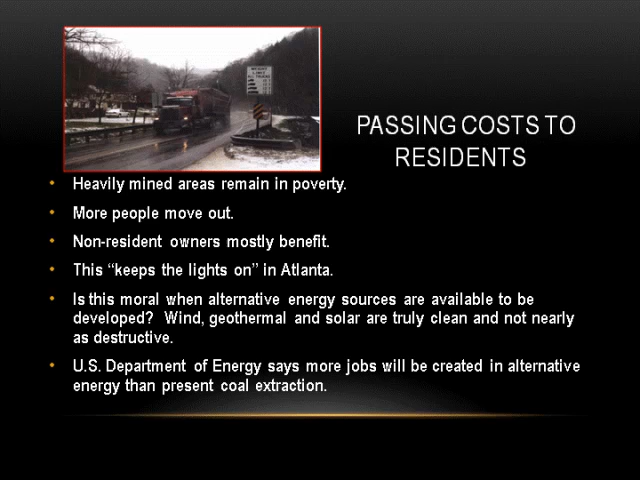 PASSING COSTS TO
RESIDENTS
• Heavily mined areas remain in poverty.
• More people move out.
• Non-resident owners mostly benefit.
• This “keeps the lights on” in Atlanta.
• Is this moral when alternative energy sources are available to be
developed? Wind, geothermal and solar are truly clean and not nearly
as destructive.
• U.S. Department of Energy says more jobs will be created in alternative
energy than present coal extraction.